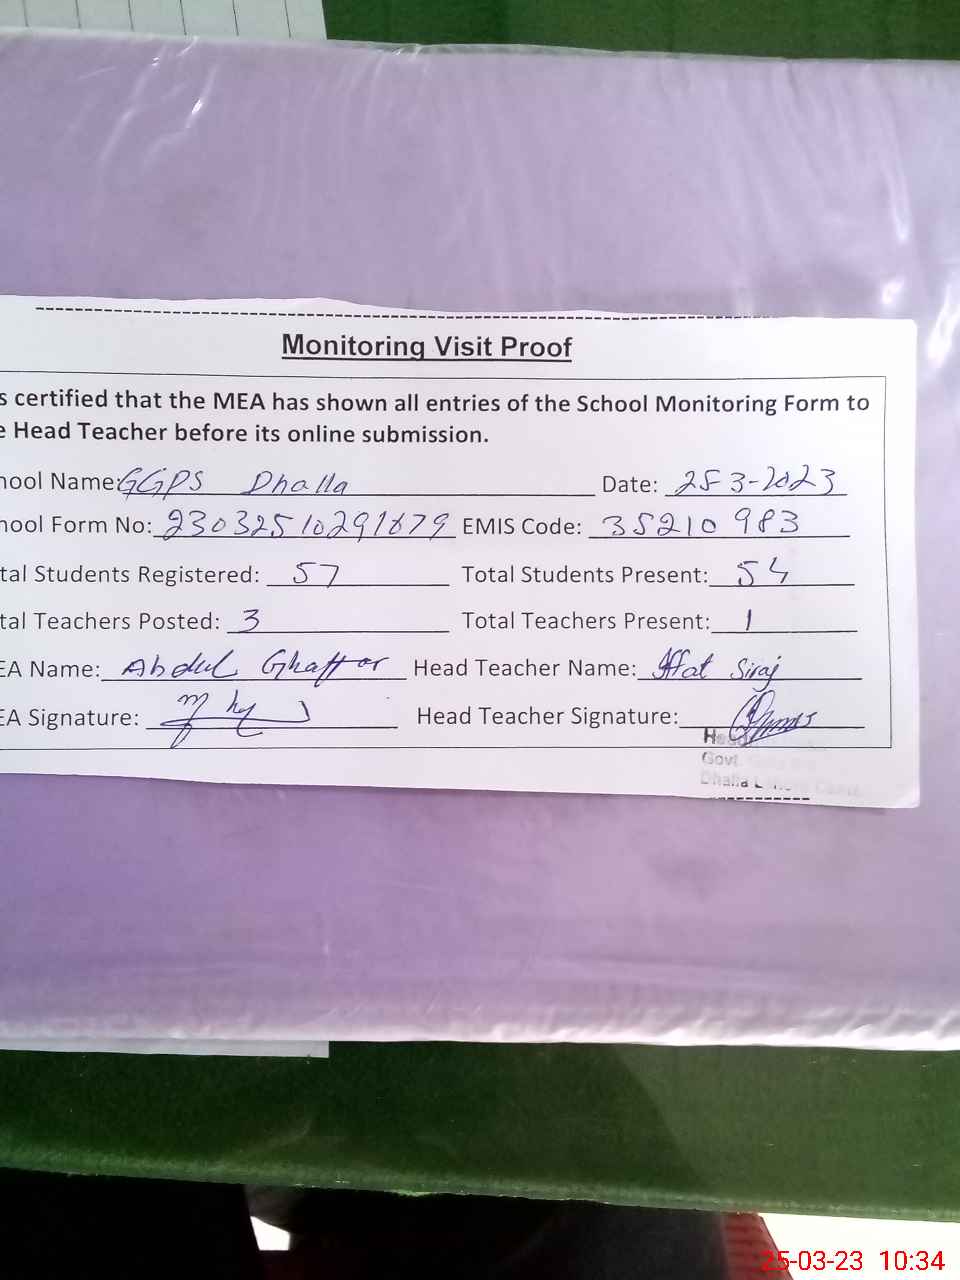 Monitoring Visit Proof
s certified that the MEA has shown all entries of the School Monitoring Form to
e Head Teacher before its online submission.
hool Name: GGPS Dhalla Date: 25 3-2023
hool Form No: 23032510291679 EMIS Code: 35210983
tal Students Registered: 57 Total Students Present: 54
tal Teachers Posted: 3 Total Teachers Present: 1
EA Name: Abdul Ghaffar Head Teacher Name: Iffat Siraj
EA Signature: Head Teacher Signature:
Head
Govt.
Dhalla
25-03-23 10:34